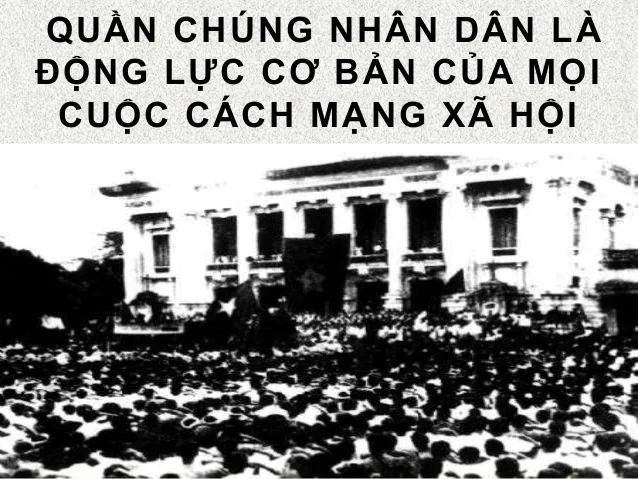 QUẦN CHÚNG NHÂN DÂN LÀ
ĐỘNG LỰC CƠ BẢN CỦA MỌI
CUỘC CÁCH MẠNG XÃ HỘI